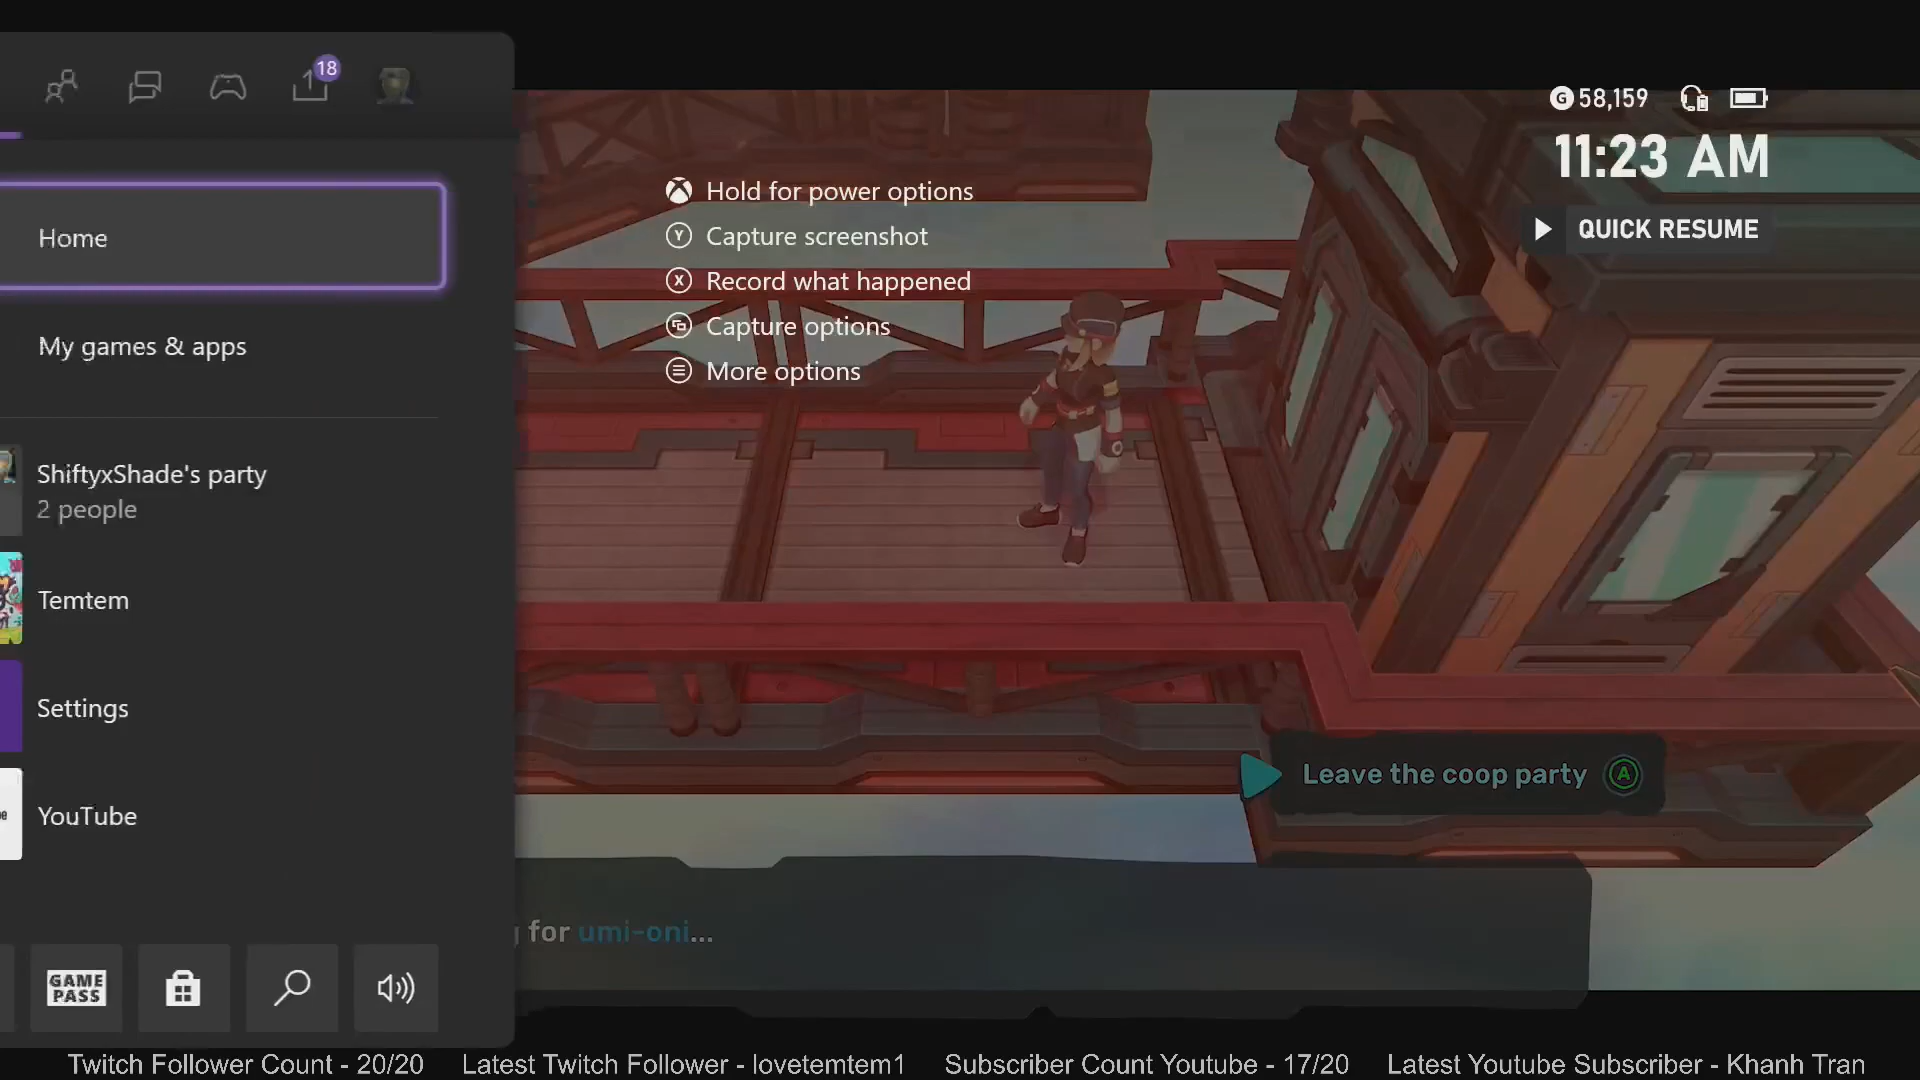 18
G 58,159
11:23 AM
QUICK RESUME
Hold for power options
Y Capture screenshot
X Record what happened
Capture options
More options
Home
My games & apps
ShiftyxShade's party
2 people
Temtem
Settings
YouTube
Leave the coop party A
for umi-oni...
GAME
PASS
Twitch Follower Count - 20/20 Latest Twitch Follower - lovetemtem1 Subscriber Count Youtube - 17/20 Latest Youtube Subscriber - Khanh Tran